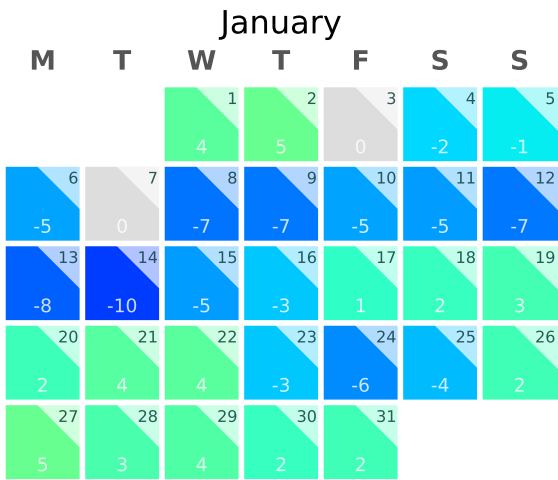 January
M T W T F S S
1 2 3 4 5
4 5 0 -2 -1
6 7 8 9 10 11 12
-5 0 -7 -7 -5 -5 -7
13 14 15 16 17 18 19
-8 -10 -5 -3 1 2 3
20 21 22 23 24 25 26
2 4 4 -3 -6 -4 2
27 28 29 30 31
5 3 4 2 2